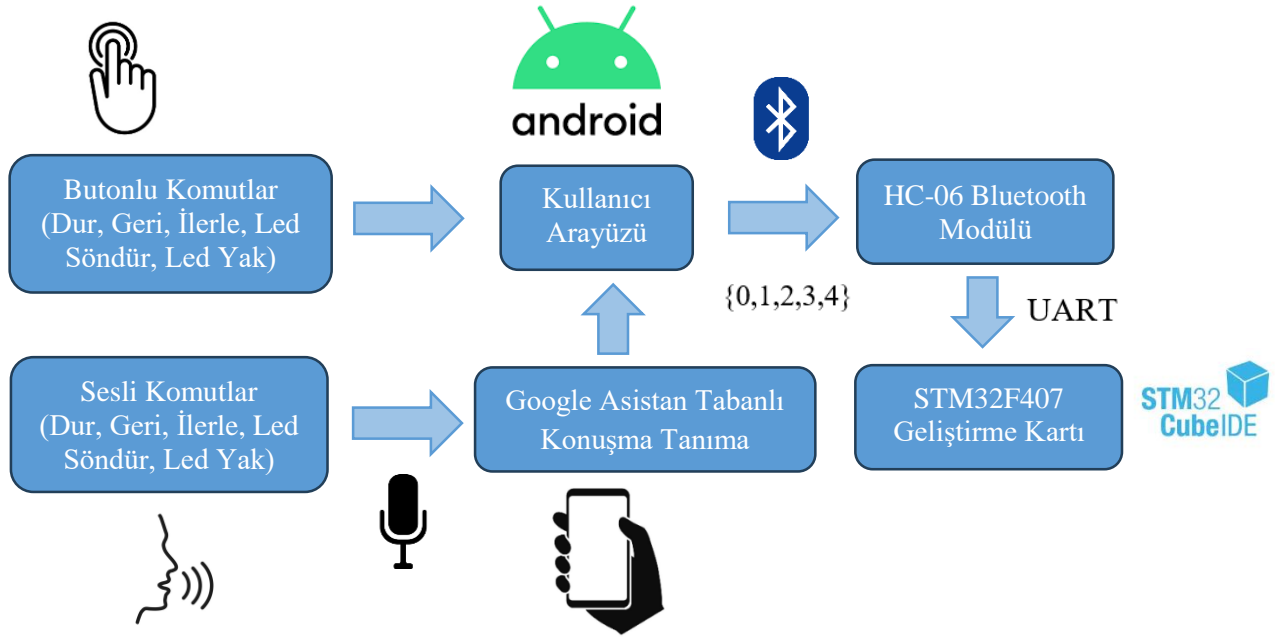 android
Butonlu Komutlar
(Dur, Geri, İlerle, Led
Söndür, Led Yak)
Kullanıcı
Arayüzü
HC-06 Bluetooth
Modülü
{0,1,2,3,4}
UART
Sesli Komutlar
(Dur, Geri, İlerle, Led
Söndür, Led Yak)
Google Asistan Tabanlı
Konuşma Tanıma
STM32F407
Geliştirme Kartı
STM32
CubeIDE